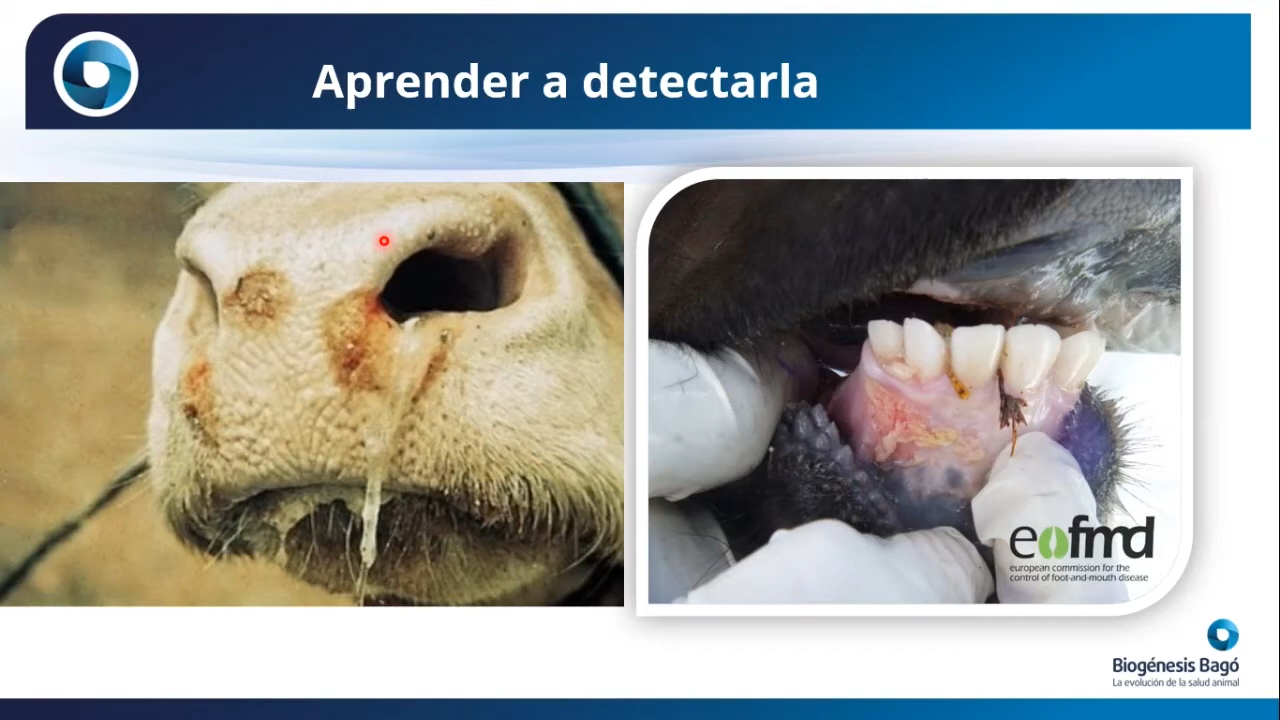 Aprender a detectarla
eofmd
european commission for the
control of foot-and-mouth disease
Biogénesis Bagó
La evolución de la salud animal